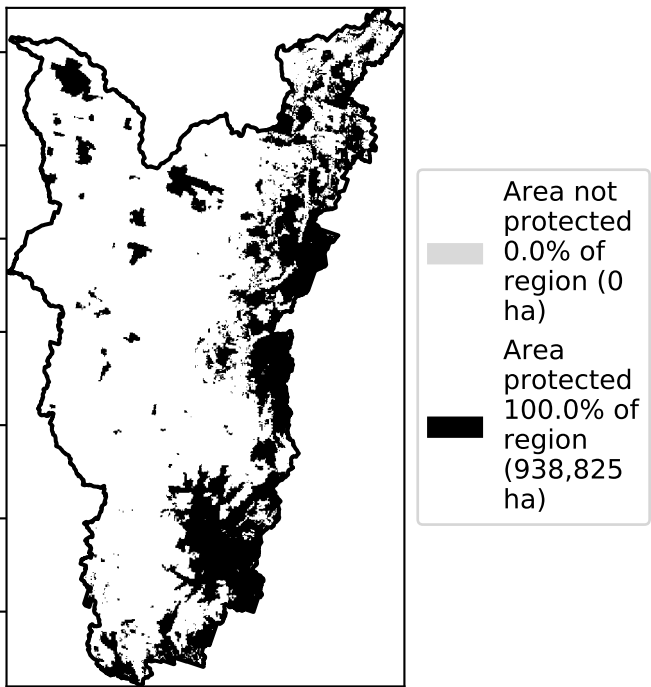 Area not
protected
0.0% of
region (0
ha)
Area
protected
100.0% of
region
(938,825
ha)